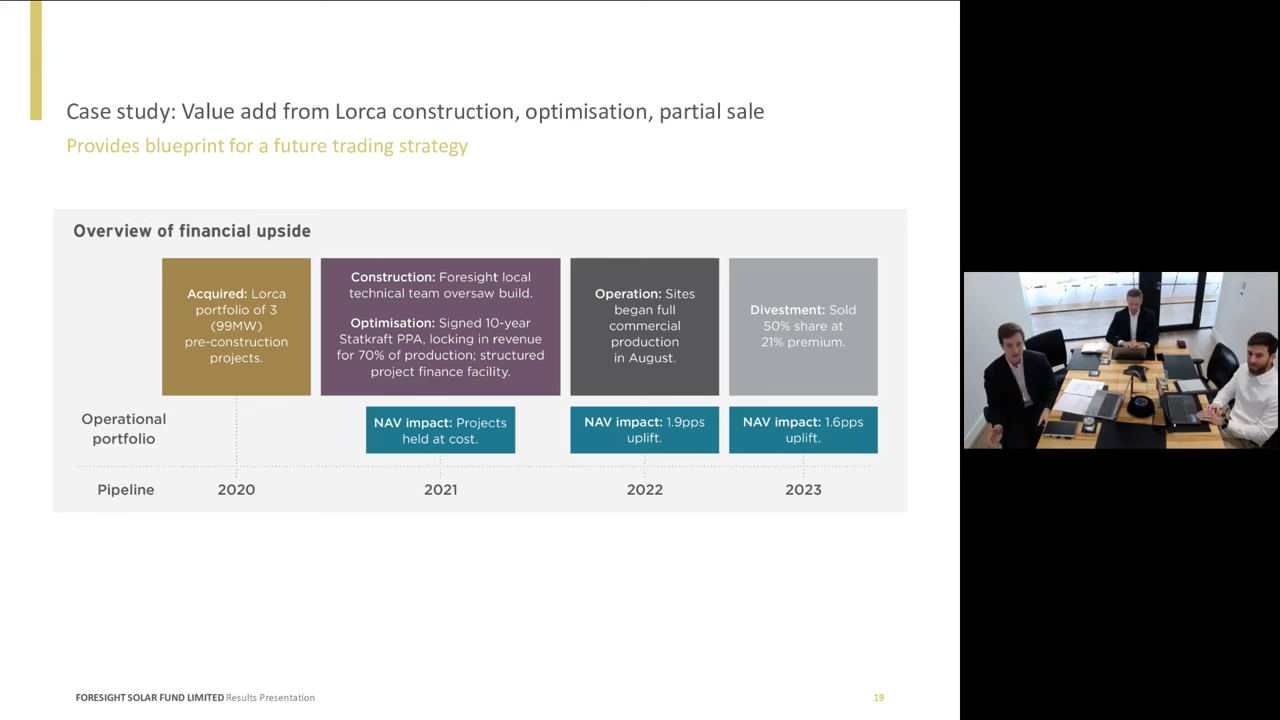 Case study: Value add from Lorca construction, optimisation, partial sale
Provides blueprint for a future trading strategy
Overview of financial upside
Acquired: Lorca
portfolio of 3
(99MW)
pre-construction
projects.
Construction: Foresight local
technical team oversaw build.
Optimisation: Signed 10-year
Statkraft PPA, locking in revenue
for 70% of production; structured
project finance facility.
Operation: Sites
began full
commercial
production
in August.
Divestment: Sold
50% share at
21% premium.
Operational
portfolio
NAV impact: Projects
held at cost.
NAV impact: 1.9pps
uplift.
NAV impact: 1.6pps
uplift.
Pipeline
2020
2021
2022
2023
FORESIGHT SOLAR FUND LIMITED Results Presentation
19